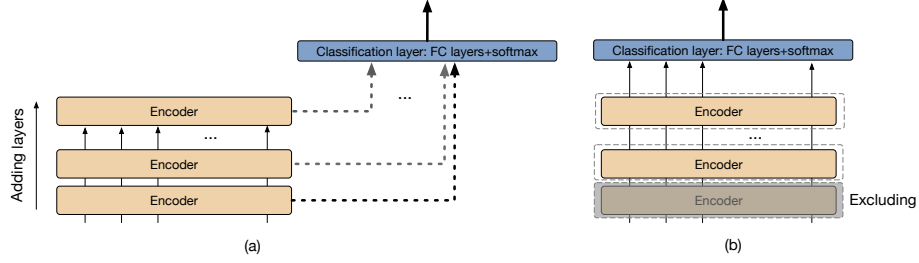 Classification layer: FC layers+softmax
Adding layers
Encoder
...
Encoder
Encoder
...
(a)
Classification layer: FC layers+softmax
Encoder
...
Encoder
Encoder
Excluding
(b)